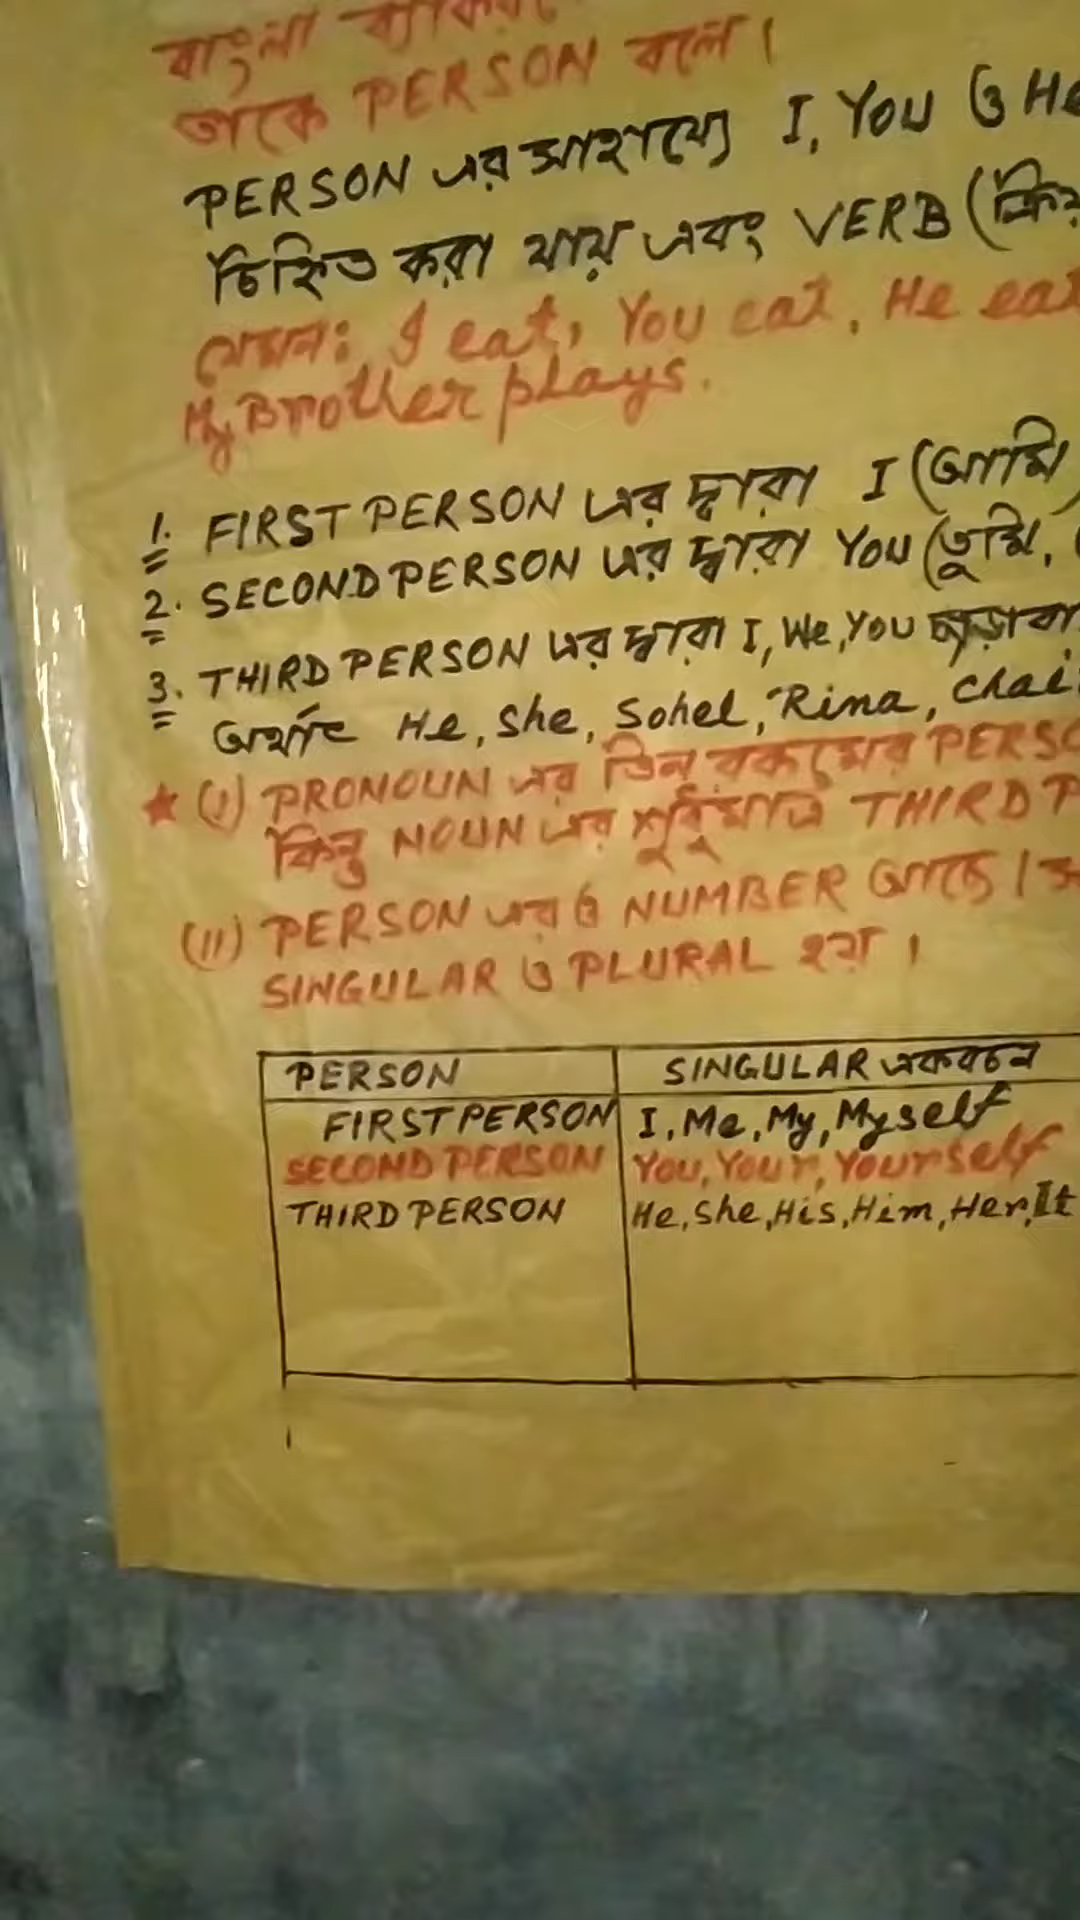 বাংলা ব্যাকরণে
তাকে PERSON বলে।
PERSON এর সাহায্যে I, YOU ও He
চিহ্নিত করা যায় এবং VERB (ক্রিয়
যেমন: I eat, You eat, He eat
My Brother plays.
1. FIRST PERSON এর দ্বারা I (আমি)
2. SECOND PERSON এর দ্বারা YOU (তুমি,
3. THIRD PERSON এর দ্বারা I, We, YOU ছাড়া বা
অর্থাৎ He, She, Sohel, Rina, Chai
★ (I) PRONOUN এর তিন রকমের PERSO
কিন্তু NOUN এর শুধুমাত্র THIRD P
(II) PERSON এর ও NUMBER আছে।
SINGULAR ও PLURAL হয়।
PERSON SINGULAR একবচন
FIRST PERSON I, Me, My, Myself
SECOND PERSON You, Your, Yourself
THIRD PERSON He, She, His, Him, Her, It